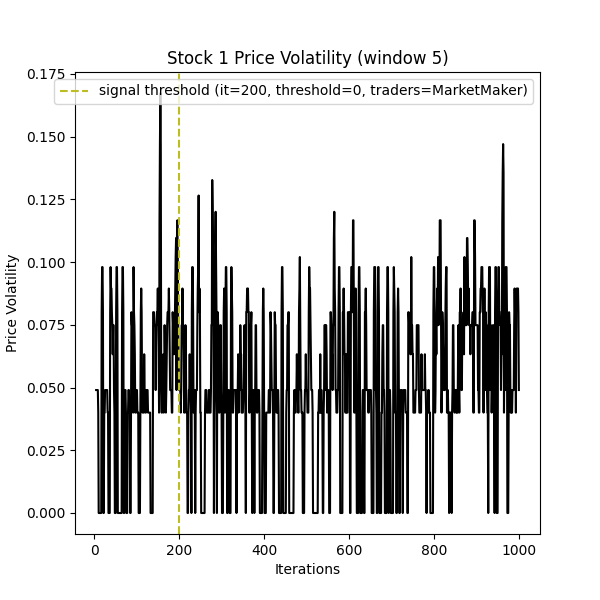 Stock 1 Price Volatility (window 5)
signal threshold (it=200, threshold=0, traders=MarketMaker)
Price Volatility
0.175
0.150
0.125
0.100
0.075
0.050
0.025
0.000
0 200 400 600 800 1000
Iterations